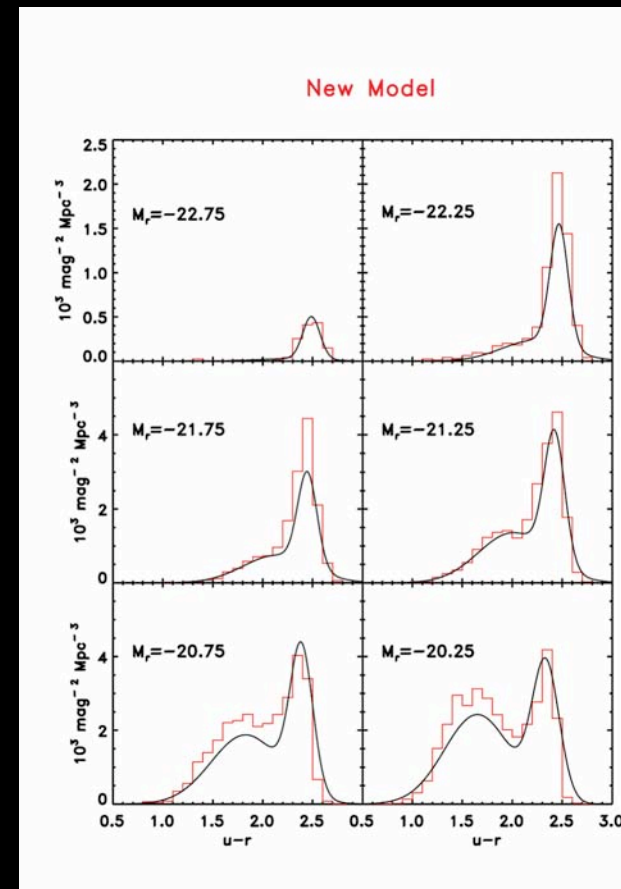 New Model
2.5
2.0
1.5
1.0
0.5
0.0
10³ mag⁻² Mpc⁻³
M_r=−22.75
M_r=−22.25
4
2
0
10³ mag⁻² Mpc⁻³
M_r=−21.75
M_r=−21.25
4
2
0
10³ mag⁻² Mpc⁻³
M_r=−20.75
M_r=−20.25
0.5 1.0 1.5 2.0 2.5 0.5 1.0 1.5 2.0 2.5 3.0
u−r u−r